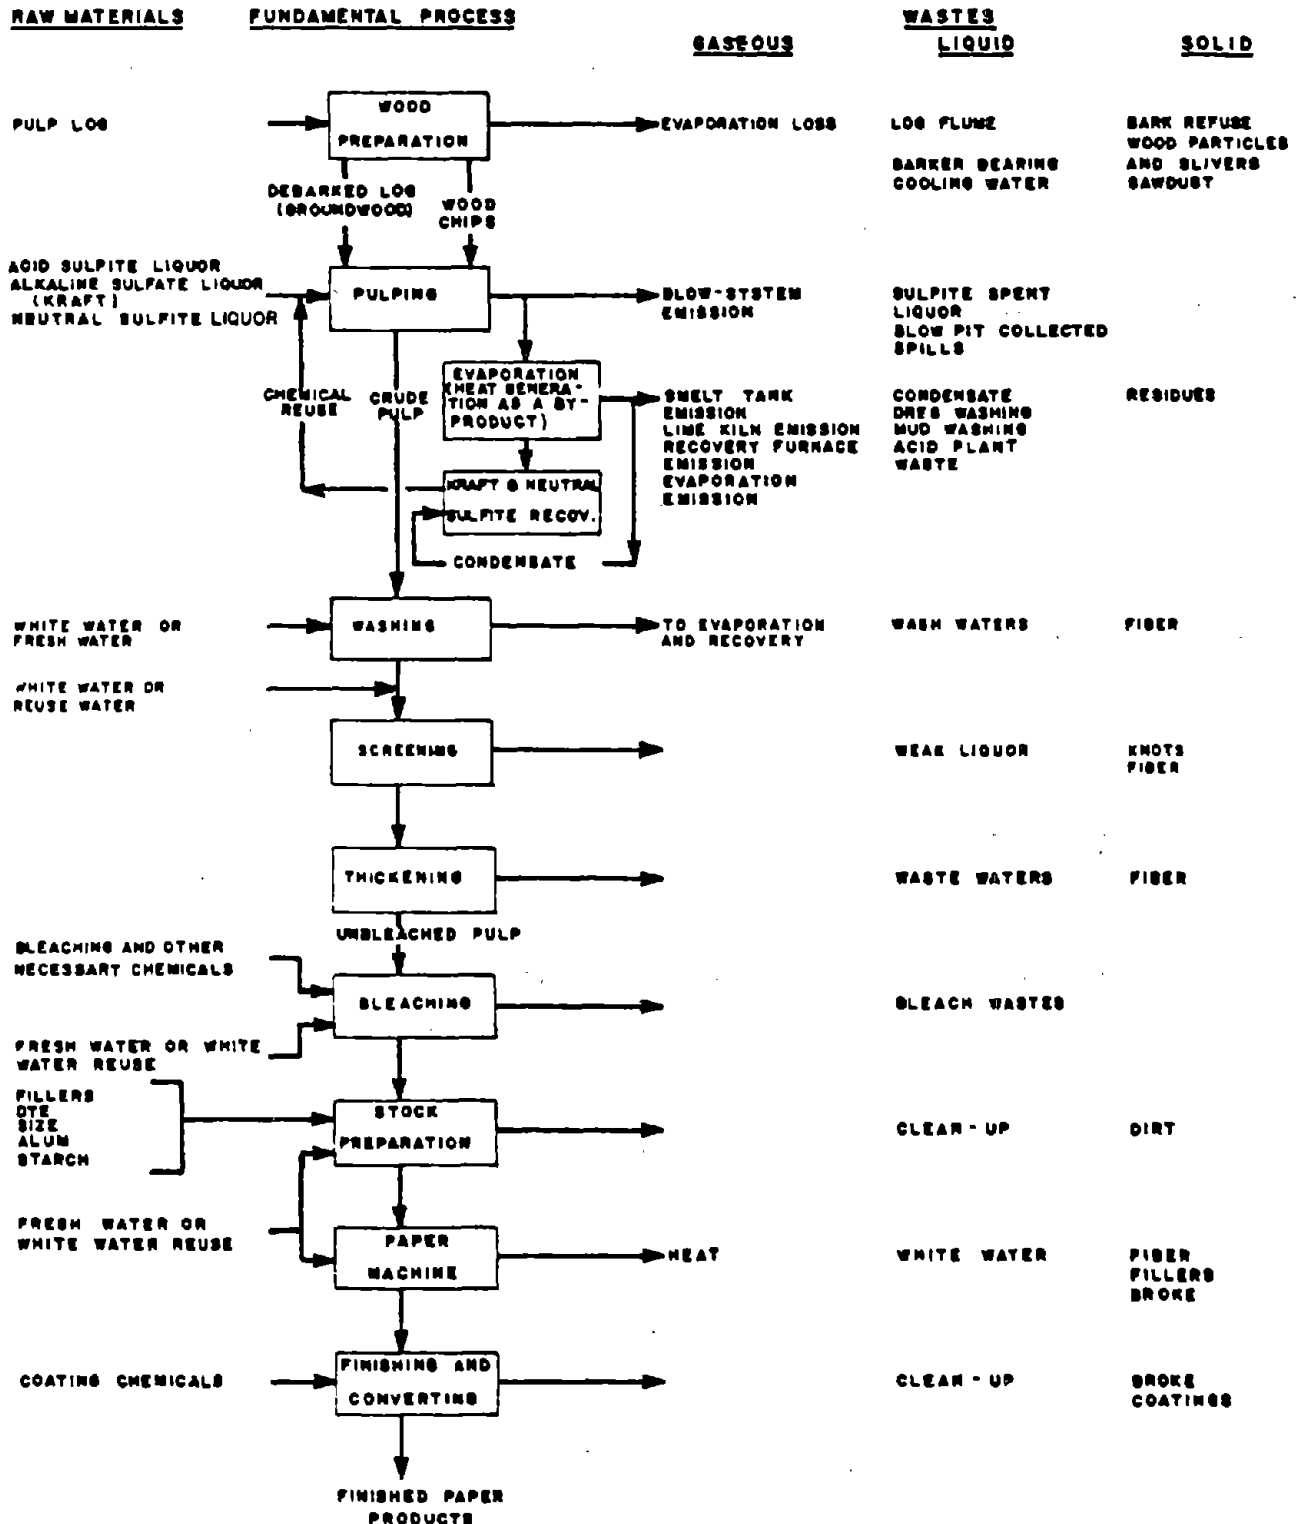 RAW MATERIALS FUNDAMENTAL PROCESS WASTES
GASEOUS LIQUID SOLID
WOOD
PREPARATION
PULP LOG EVAPORATION LOSS LOG FLUME BARK REFUSE
WOOD PARTICLES
BARKER BEARING AND SLIVERS
COOLING WATER SAWDUST
DEBARKED LOG
(GROUNDWOOD)
WOOD
CHIPS
ACID SULPITE LIQUOR
ALKALINE SULFATE LIQUOR
(KRAFT)
NEUTRAL SULFITE LIQUOR
PULPING
BLOW-SYSTEM
EMISSION
SULPITE SPENT
LIQUOR
BLOW PIT COLLECTED
SPILLS
CHEMICAL
REUSE
CRUDE
PULP
EVAPORATION
(HEAT GENERA-
TION AS A BY-
PRODUCT)
SMELT TANK
EMISSION
LIME KILN EMISSION
RECOVERY FURNACE
EMISSION
EVAPORATION
EMISSION
CONDENSATE
DREG WASHING
MUD WASHING
ACID PLANT
WASTE
RESIDUES
KRAFT & NEUTRAL
SULFITE RECOV.
CONDENSATE
WHITE WATER OR
FRESH WATER
WASHING
TO EVAPORATION
AND RECOVERY
WASH WATERS
FIBER
WHITE WATER OR
REUSE WATER
SCREENING
WEAK LIQUOR
KNOTS
FIBER
THICKENING
WASTE WATERS
FIBER
UNBLEACHED PULP
BLEACHING AND OTHER
NECESSART CHEMICALS
BLEACHING
BLEACH WASTES
FRESH WATER OR WHITE
WATER REUSE
FILLERS
DTE
SIZE
ALUM
STARCH
STOCK
PREPARATION
CLEAN-UP
DIRT
FRESH WATER OR
WHITE WATER REUSE
PAPER
MACHINE
HEAT
WHITE WATER
FIBER
FILLERS
BROKE
COATING CHEMICALS
FINISHING AND
CONVERTING
CLEAN-UP
BROKE
COATINGS
FINISHED PAPER
PRODUCTS